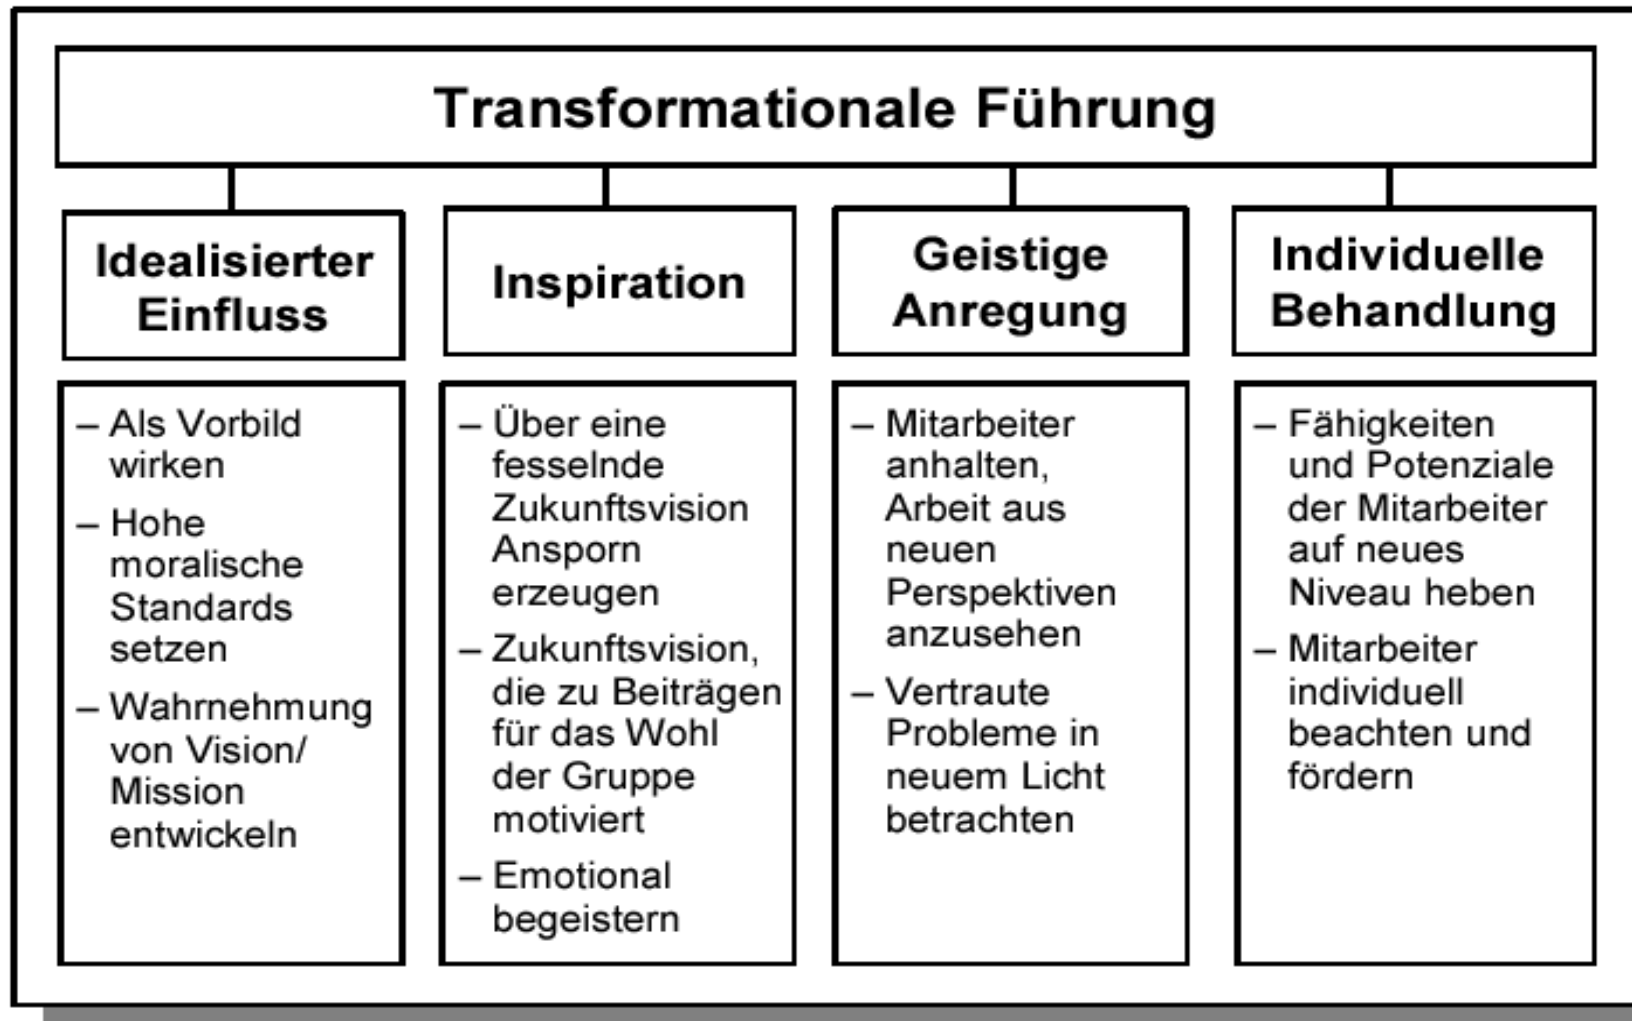 Transformationale Führung
Idealisierter
Einfluss
Inspiration
Geistige
Anregung
Individuelle
Behandlung
– Als Vorbild
wirken
– Hohe
moralische
Standards
setzen
– Wahrnehmung
von Vision/
Mission
entwickeln
– Über eine
fesselnde
Zukunftsvision
Ansporn
erzeugen
– Zukunftsvision,
die zu Beiträgen
für das Wohl
der Gruppe
motiviert
– Emotional
begeistern
– Mitarbeiter
anhalten,
Arbeit aus
neuen
Perspektiven
anzusehen
– Vertraute
Probleme in
neuem Licht
betrachten
– Fähigkeiten
und Potenziale
der Mitarbeiter
auf neues
Niveau heben
– Mitarbeiter
individuell
beachten und
fördern